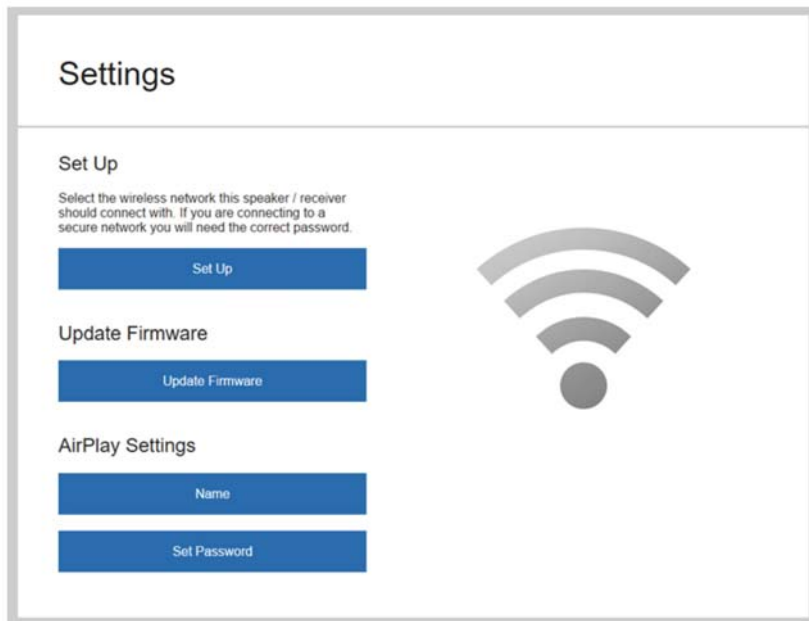 Settings
Set Up
Select the wireless network this speaker / receiver
should connect with. If you are connecting to a
secure network you will need the correct password.
Set Up
Update Firmware
Update Firmware
AirPlay Settings
Name
Set Password